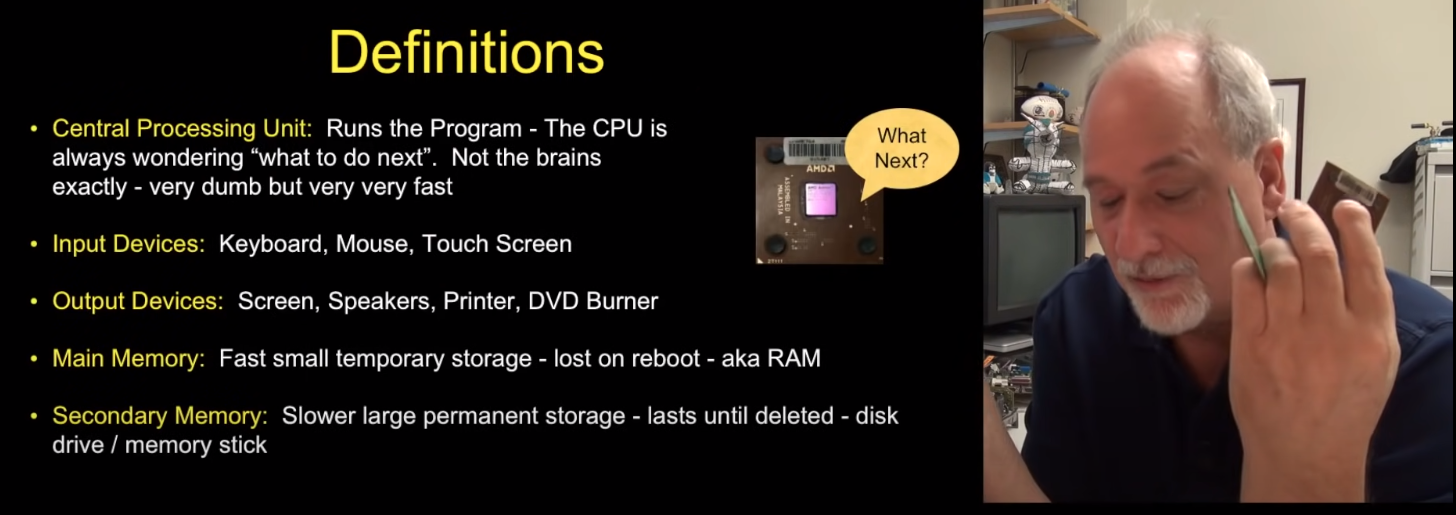 Definitions
• Central Processing Unit: Runs the Program - The CPU is
always wondering “what to do next”. Not the brains
exactly - very dumb but very very fast
What
Next?
AMD
ASSEMBLED IN
MALAYSIA
• Input Devices: Keyboard, Mouse, Touch Screen
• Output Devices: Screen, Speakers, Printer, DVD Burner
• Main Memory: Fast small temporary storage - lost on reboot - aka RAM
• Secondary Memory: Slower large permanent storage - lasts until deleted - disk
drive / memory stick